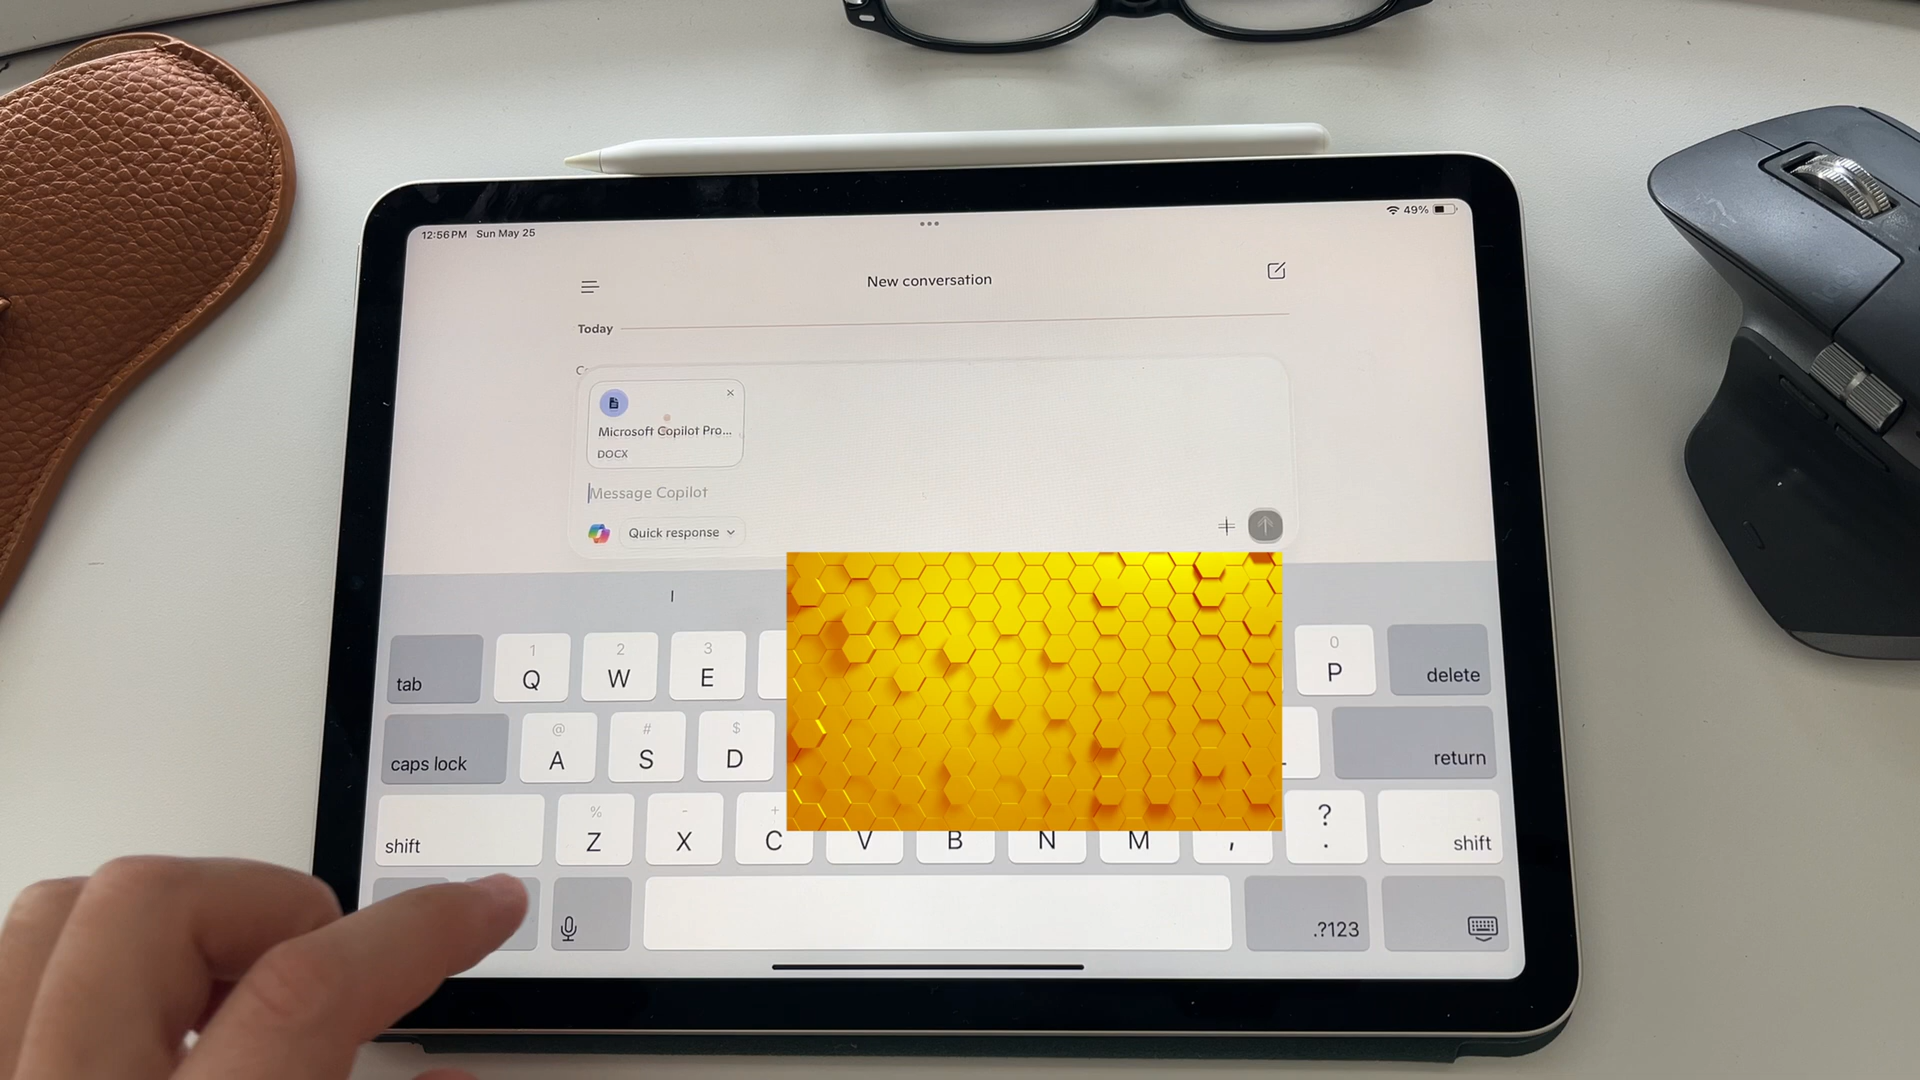 12:56 PM Sun May 25
49%
New conversation
Today
Microsoft Copilot Pro...
DOCX
Message Copilot
Quick response
I
1 2 3 0
tab Q W E P delete
@ # $
caps lock A S D return
% - + ?
shift Z X C V B N M , . shift
.?123